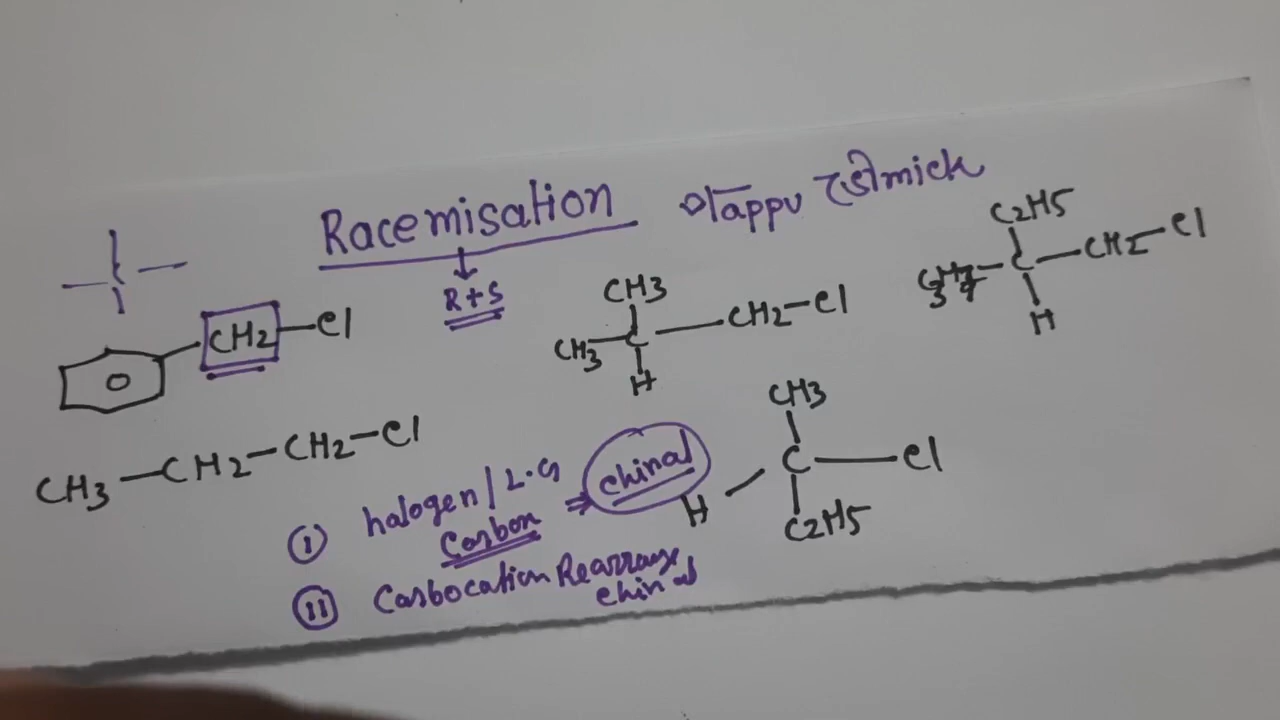 Racemisation
R+S
C2H5
CH2-Cl
H
CH3
CH3 C CH2-Cl
H
CH2-Cl
CH3-CH2-CH2-Cl
CH3
H C Cl
C2H5
I halogen/L.G ⇒ chiral
Carbon
II Carbocation Rearrange
chiral